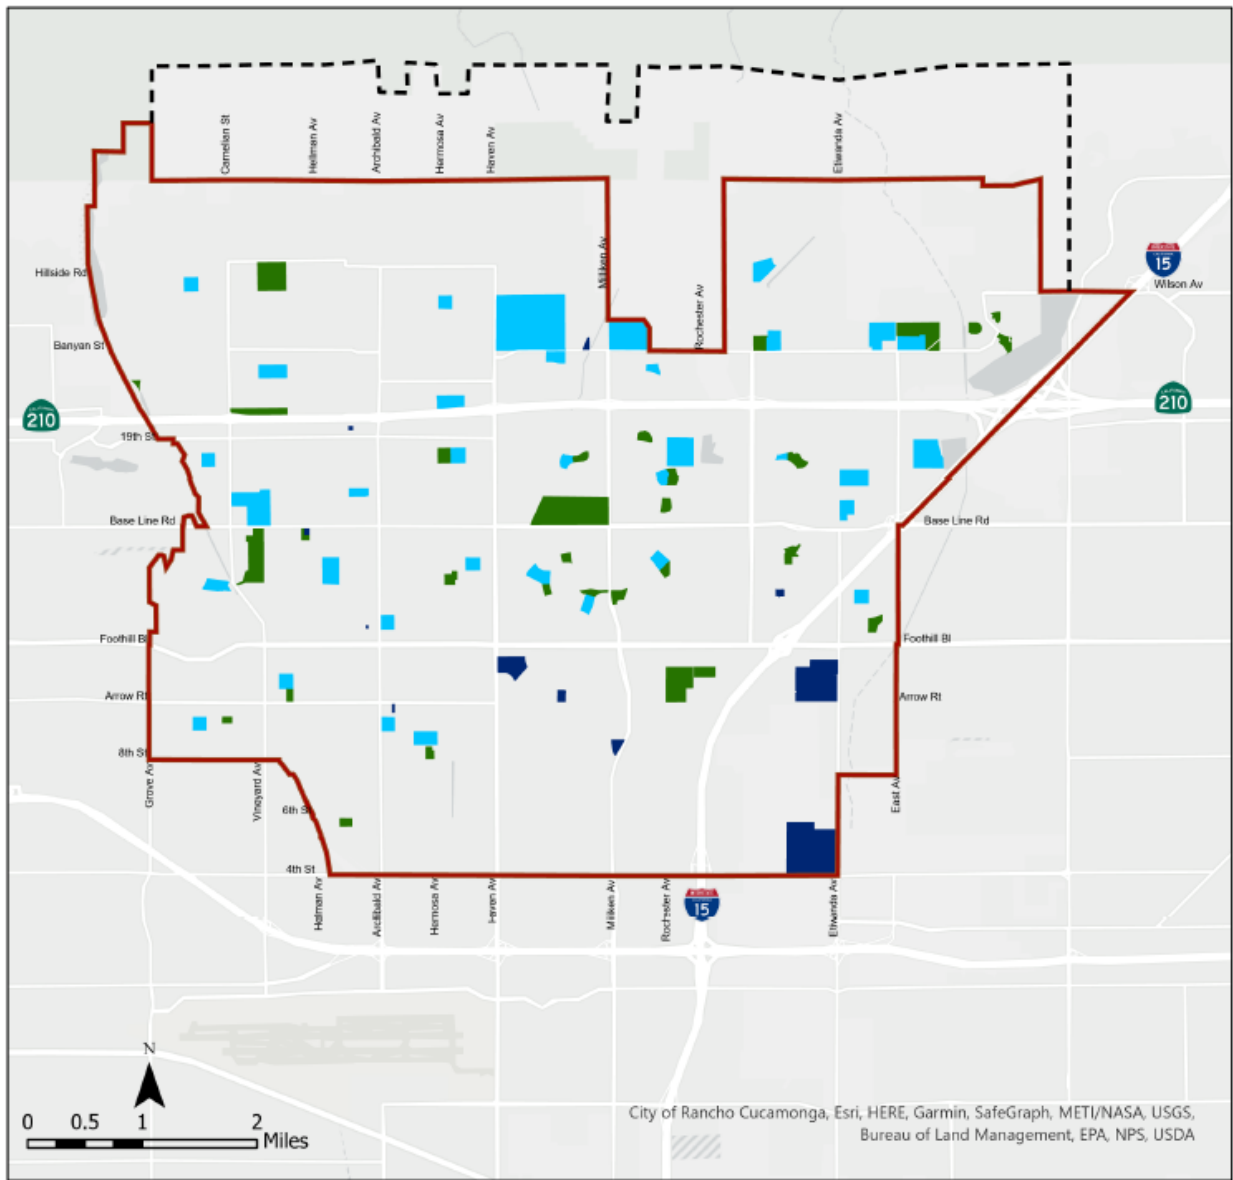 Carnelian St
Hellman Av
Archibald Av
Hermosa Av
Haven Av
Etiwanda Av
Milliken Av
Rochester Av
Hillside Rd
15
Wilson Av
Banyan St
210
210
19th St
Base Line Rd
Base Line Rd
Foothill Bl
Foothill Bl
Arrow Rt
Arrow Rt
8th St
Grove Av
Vineyard Av
6th St
East Av
4th St
Helman Av
Archibald Av
Hermosa Av
Haven Av
Milliken Av
Rochester Av
15
Etiwanda Av
N
0 0.5 1 2
Miles
City of Rancho Cucamonga, Esri, HERE, Garmin, SafeGraph, METI/NASA, USGS,
Bureau of Land Management, EPA, NPS, USDA